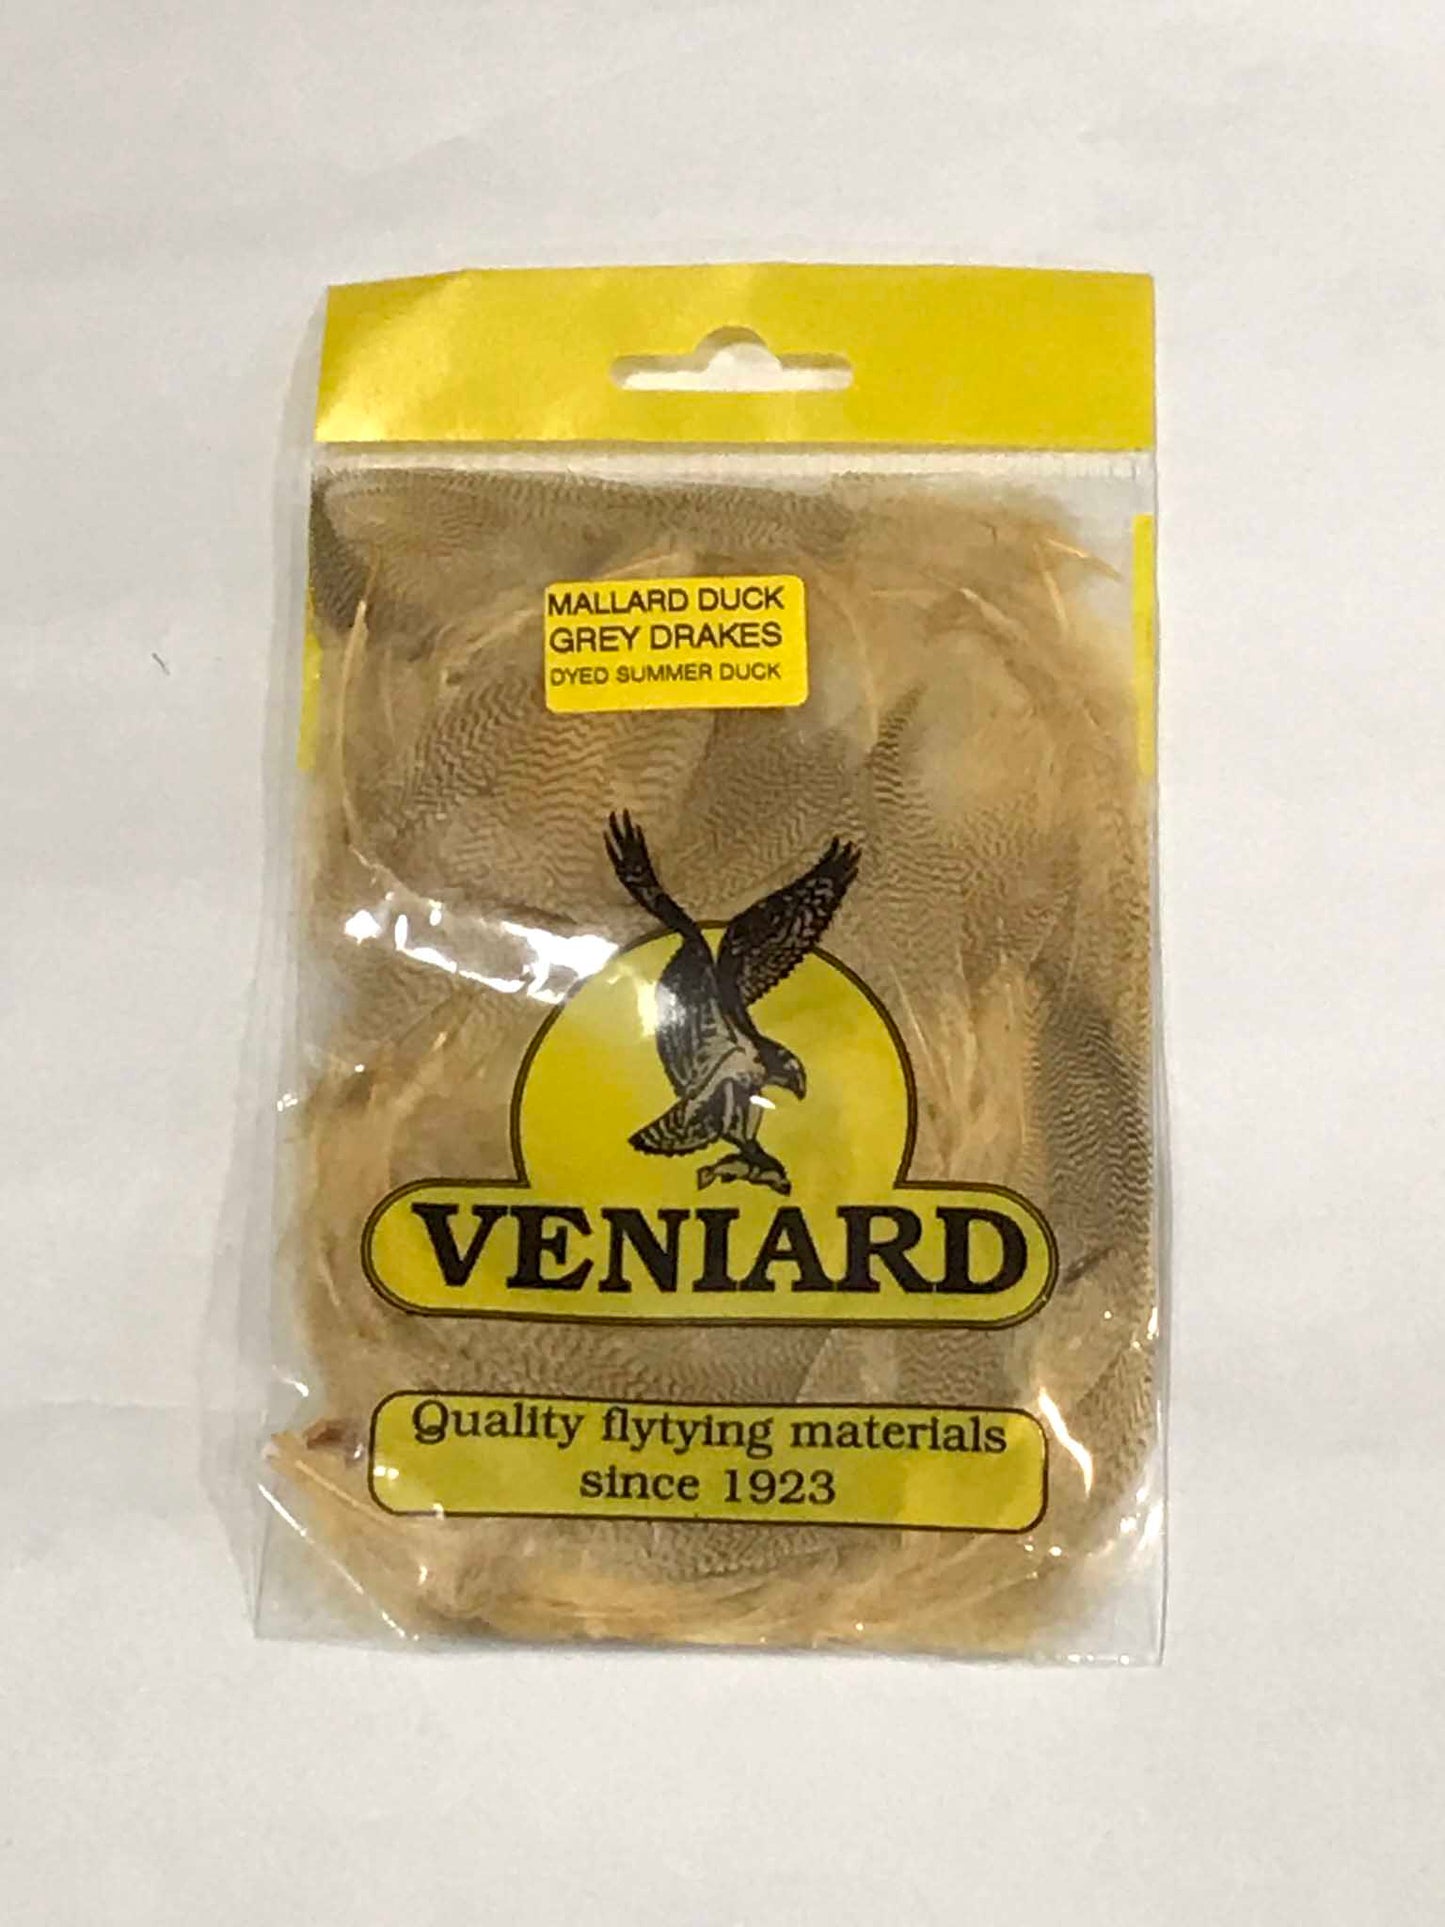 MALLARD DUCK
GREY DRAKES
DYED SUMMER DUCK
VENIARD
Quality flytying materials
since 1923